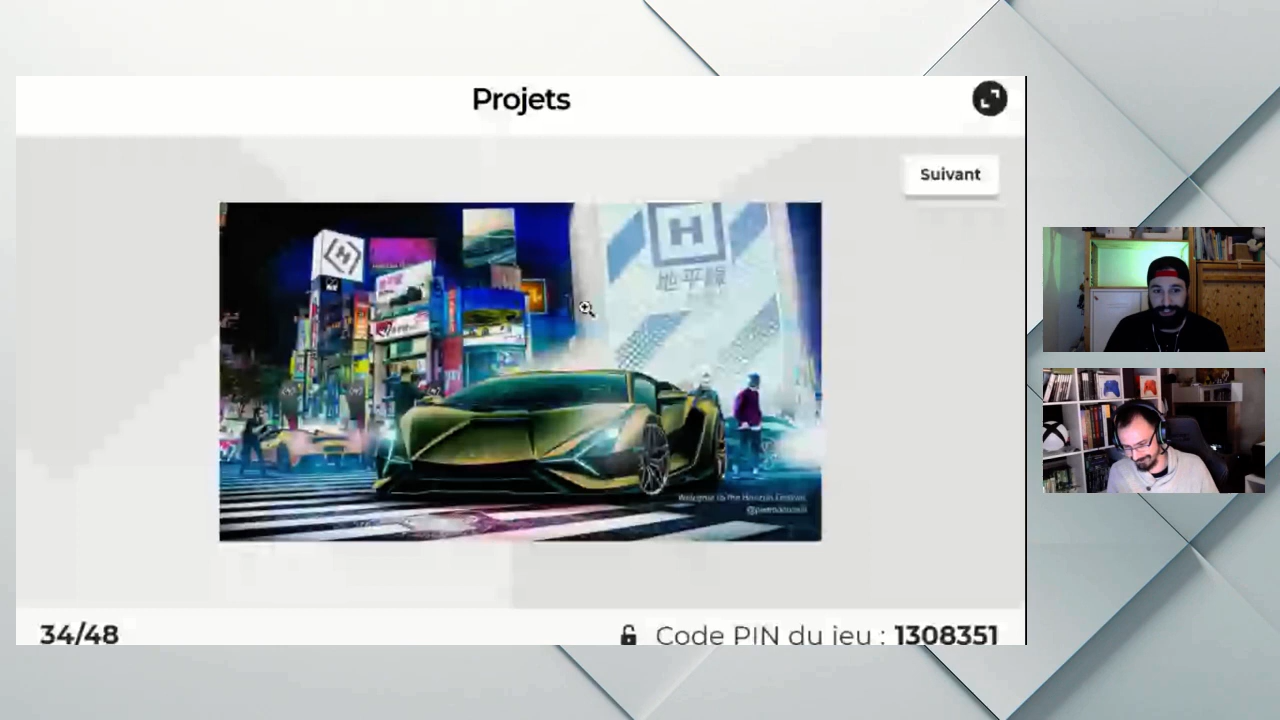 Projets
Suivant
H
H
地平線
Welcome to the Horizon Festival
34/48
Code PIN du jeu : 1308351